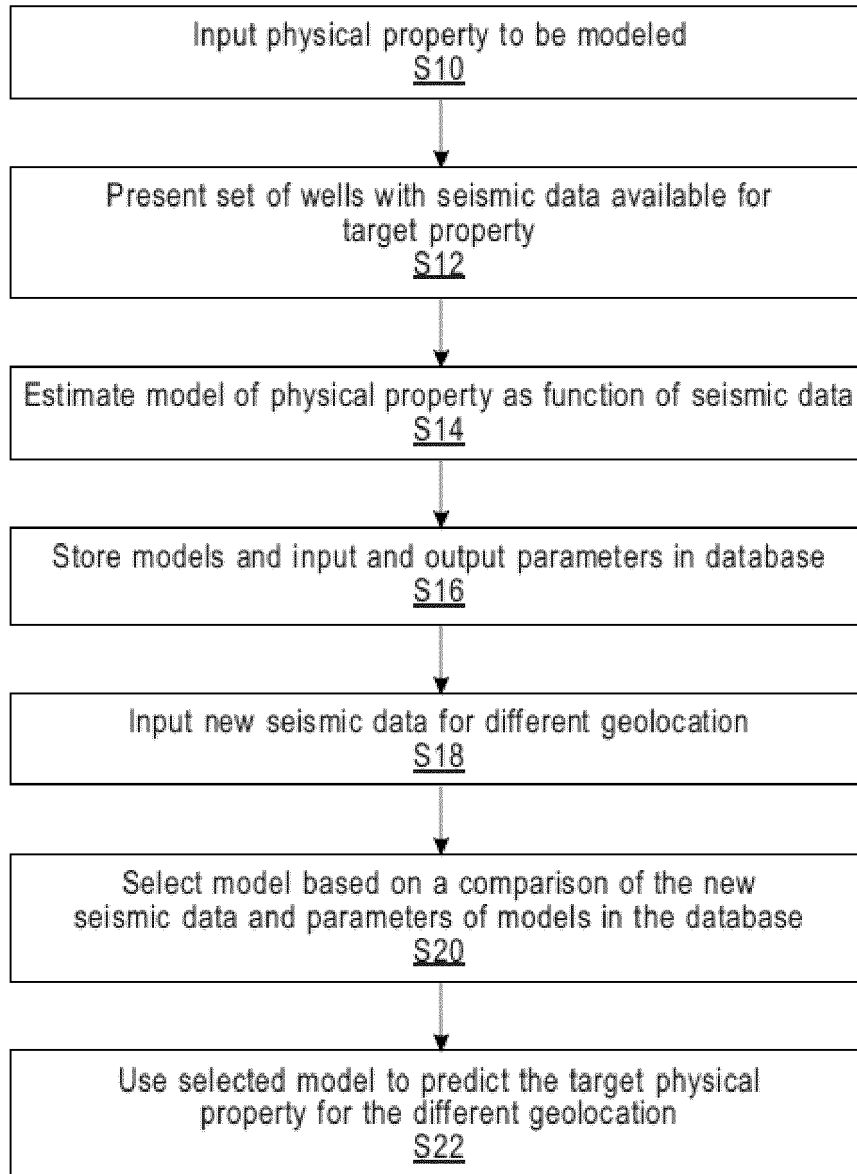 Input physical property to be modeled
S10
Present set of wells with seismic data available for
target property
S12
Estimate model of physical property as function of seismic data
S14
Store models and input and output parameters in database
S16
Input new seismic data for different geolocation
S18
Select model based on a comparison of the new
seismic data and parameters of models in the database
S20
Use selected model to predict the target physical
property for the different geolocation
S22